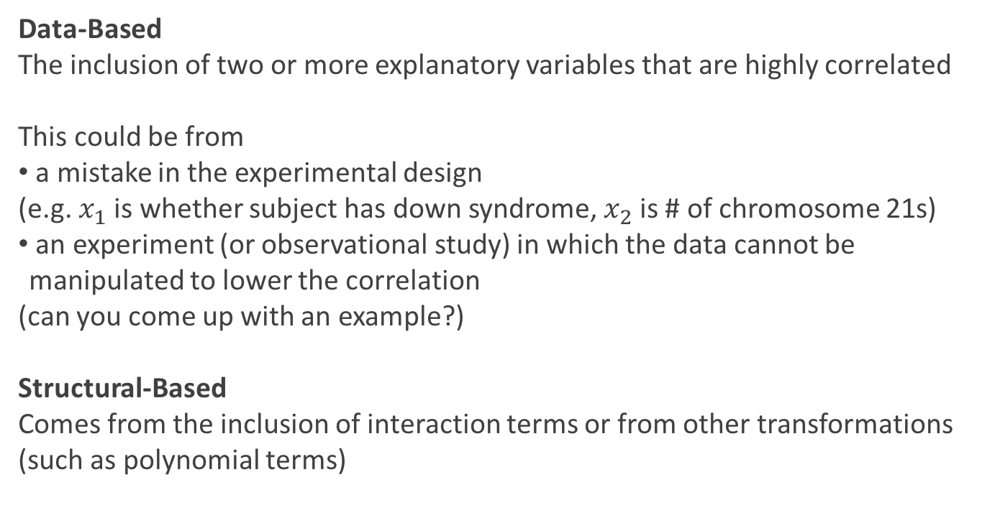 Data-Based
The inclusion of two or more explanatory variables that are highly correlated
This could be from
• a mistake in the experimental design
(e.g. x₁ is whether subject has down syndrome, x₂ is # of chromosome 21s)
• an experiment (or observational study) in which the data cannot be
manipulated to lower the correlation
(can you come up with an example?)
Structural-Based
Comes from the inclusion of interaction terms or from other transformations
(such as polynomial terms)